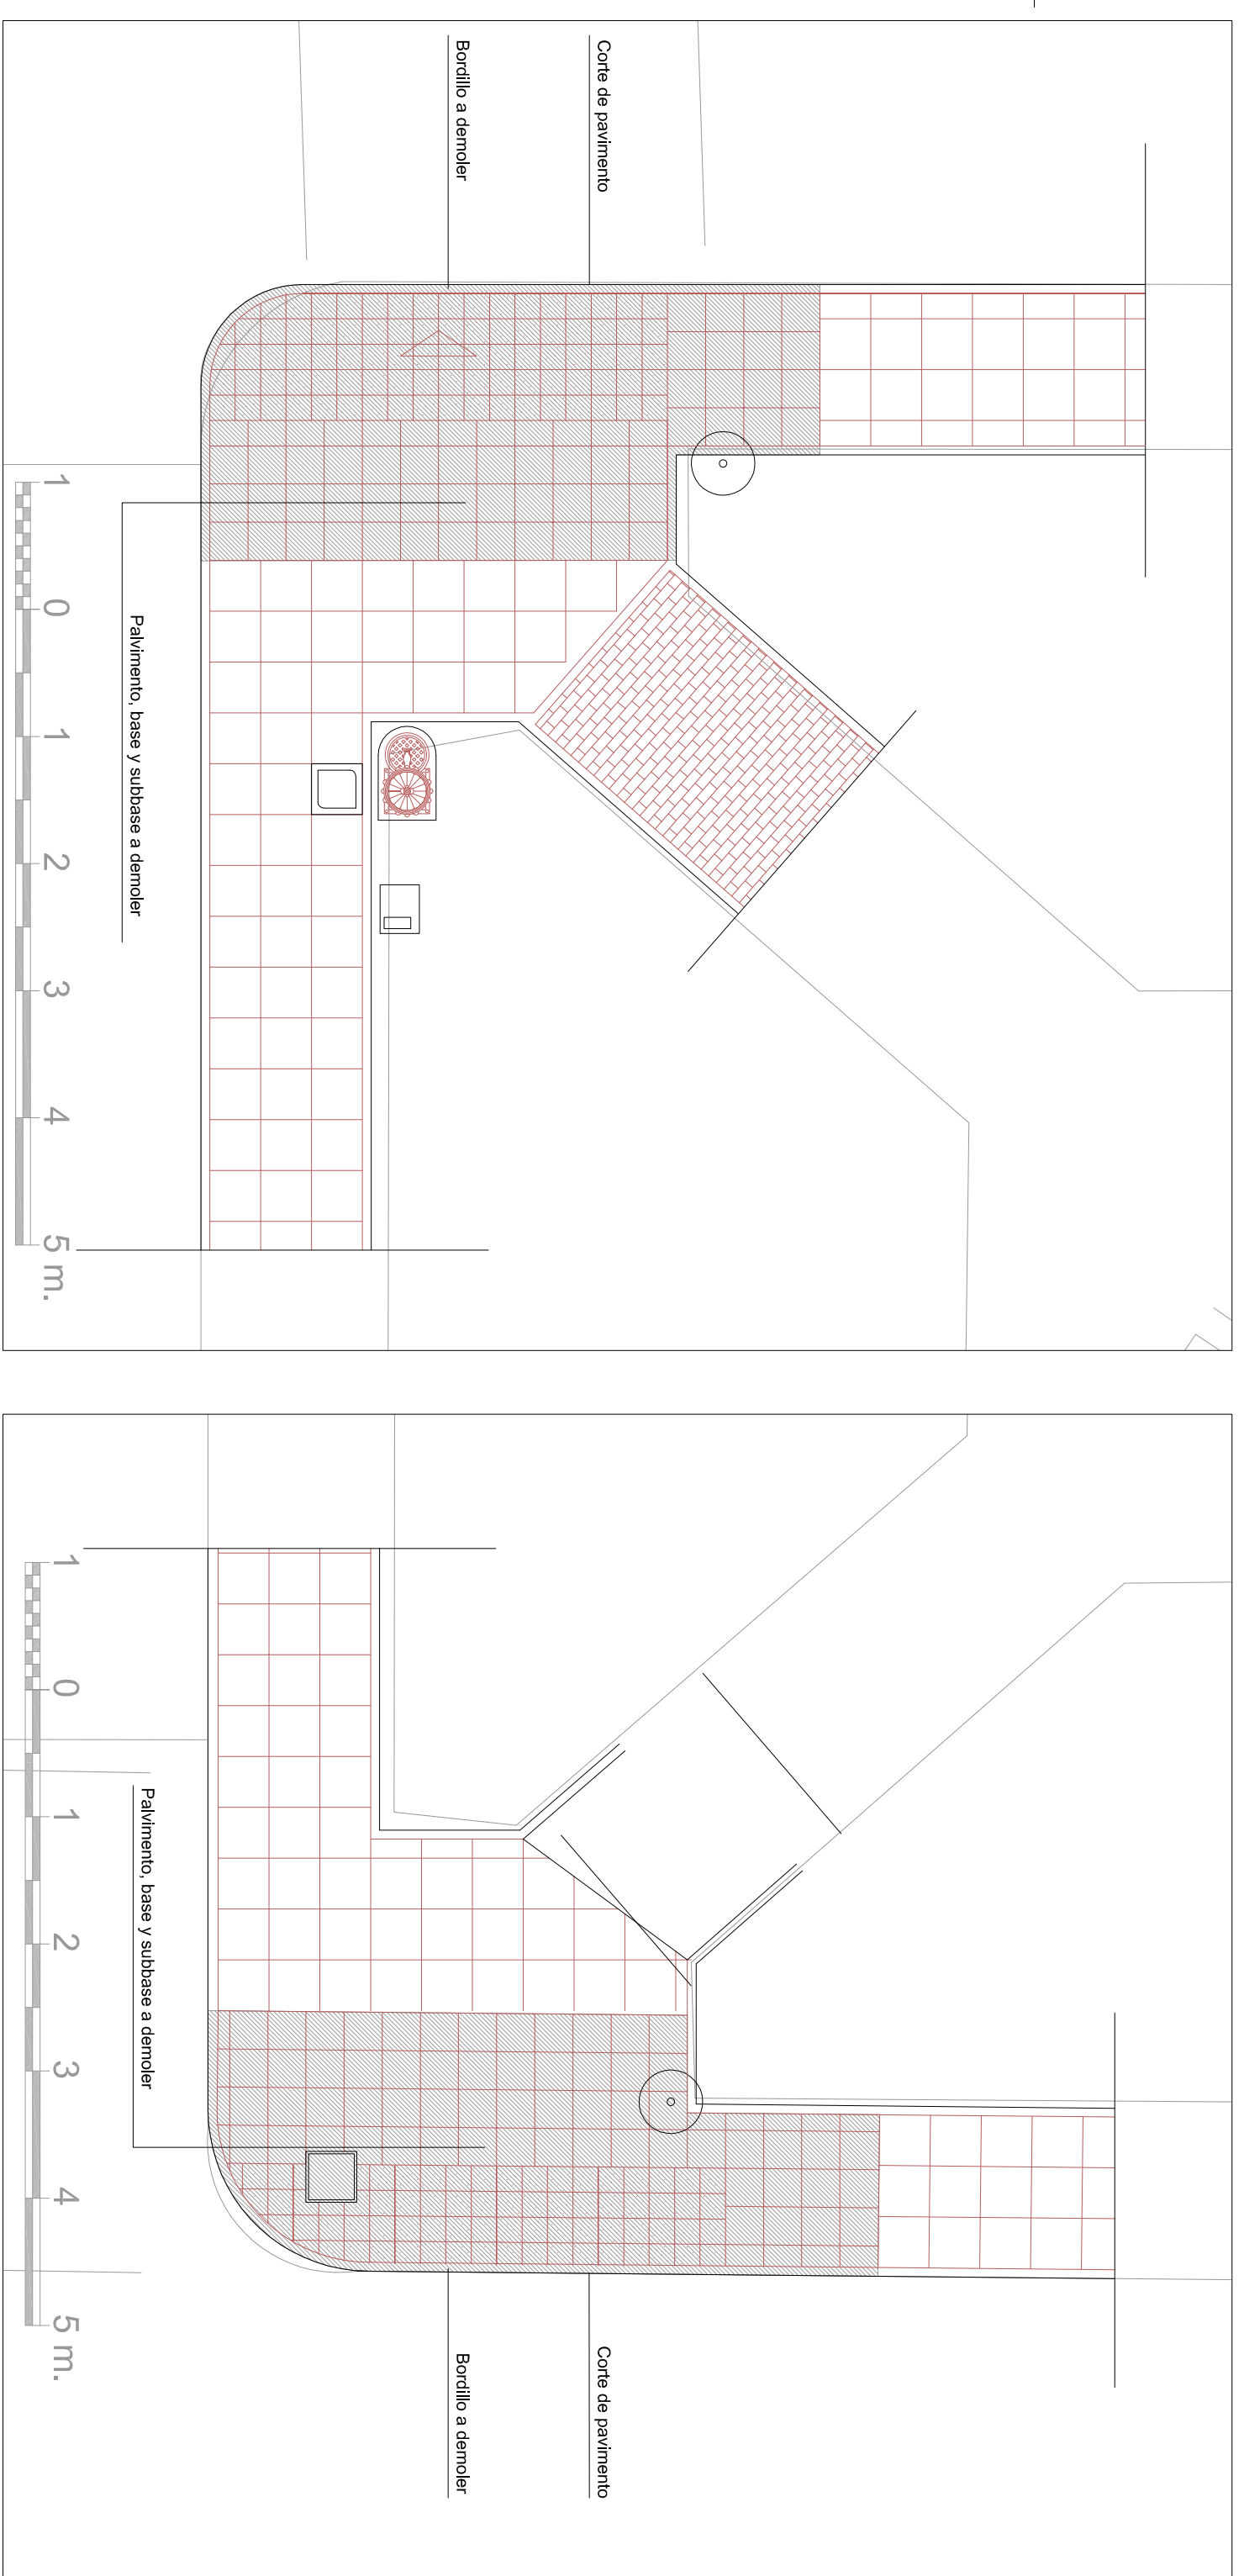 Corte de pavimento
Bordillo a demoler
1 0 1 2 3 4 5 m.
Palvimento, base y subbase a demoler
1 0 1 2 3 4 5 m.
Palvimento, base y subbase a demoler
Corte de pavimento
Bordillo a demoler